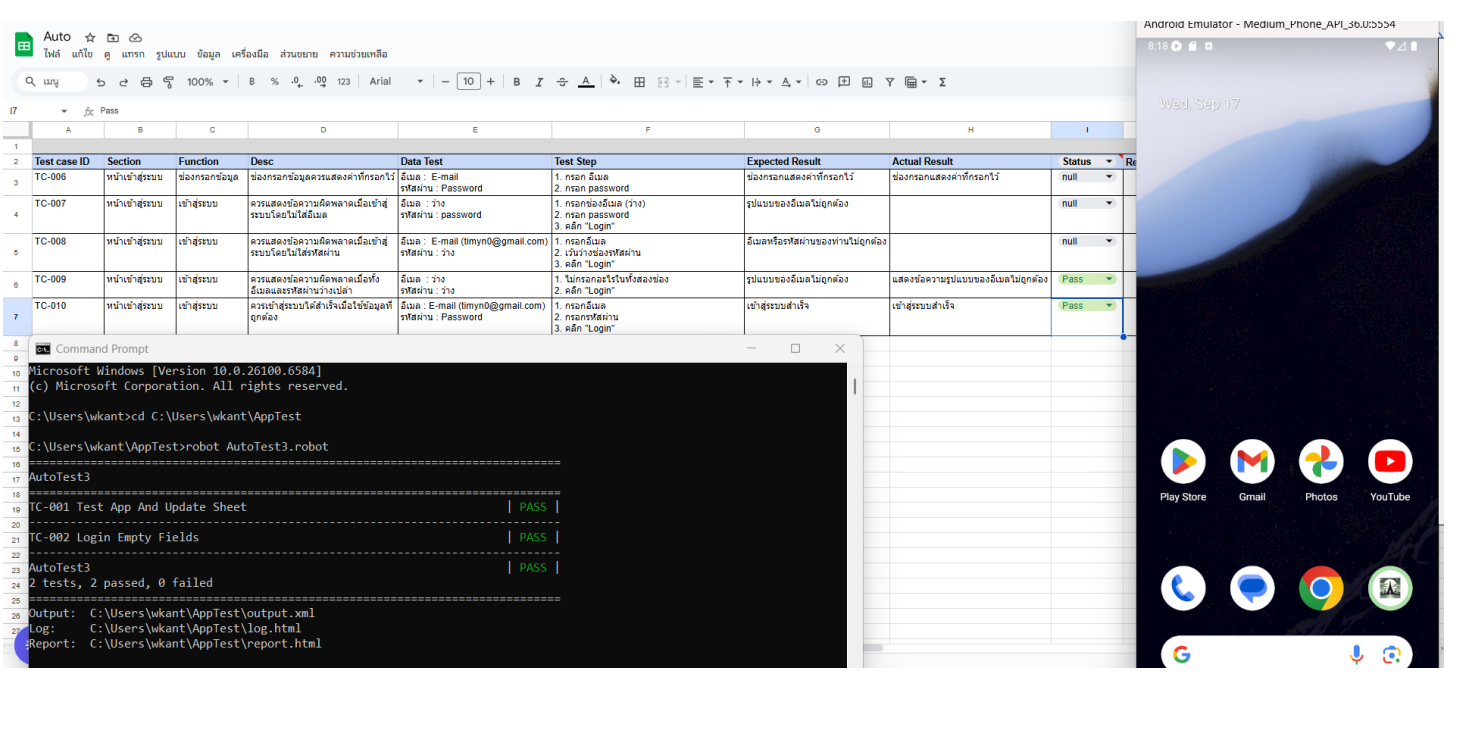 Auto
ไฟล์ แก้ไข ดู แทรก รูปแบบ ข้อมูล เครื่องมือ ส่วนขยาย ความช่วยเหลือ
เมนู 100% B % .0 .00 123 Arial 10 B I A
I7 fx Pass
A B C D E F G H I
1
2 Test case ID Section Function Desc Data Test Test Step Expected Result Actual Result Status Re
3 TC-006 หน้าเข้าสู่ระบบ ช่องกรอกข้อมูล ช่องกรอกข้อมูลควรแสดงค่าที่กรอกไว้ อีเมล : E-mail 1. กรอก อีเมล ช่องกรอกแสดงค่าที่กรอกไว้ ช่องกรอกแสดงค่าที่กรอกไว้ null
รหัสผ่าน : Password 2. กรอก password
4 TC-007 หน้าเข้าสู่ระบบ เข้าสู่ระบบ ควรแสดงข้อความผิดพลาดเมื่อเข้าสู่ อีเมล : ว่าง 1. กรอกช่องอีเมล (ว่าง) รูปแบบของอีเมลไม่ถูกต้อง null
ระบบโดยไม่ใส่อีเมล รหัสผ่าน : password 2. กรอก password
3. คลิก "Login"
5 TC-008 หน้าเข้าสู่ระบบ เข้าสู่ระบบ ควรแสดงข้อความผิดพลาดเมื่อเข้าสู่ อีเมล : E-mail (timyn0@gmail.com) 1. กรอกอีเมล อีเมลหรือรหัสผ่านของท่านไม่ถูกต้อง null
ระบบโดยไม่ใส่รหัสผ่าน รหัสผ่าน : ว่าง 2. เว้นว่างช่องรหัสผ่าน
3. คลิก "Login"
6 TC-009 หน้าเข้าสู่ระบบ เข้าสู่ระบบ ควรแสดงข้อความผิดพลาดเมื่อทั้ง อีเมล : ว่าง 1. ไม่กรอกอะไรในทั้งสองช่อง รูปแบบของอีเมลไม่ถูกต้อง แสดงข้อความรูปแบบของอีเมลไม่ถูกต้อง Pass
อีเมลและรหัสผ่านว่างเปล่า รหัสผ่าน : ว่าง 2. คลิก "Login"
7 TC-010 หน้าเข้าสู่ระบบ เข้าสู่ระบบ ควรเข้าสู่ระบบได้สำเร็จเมื่อใช้ข้อมูลที่ อีเมล : E-mail (timyn0@gmail.com) 1. กรอกอีเมล เข้าสู่ระบบสำเร็จ เข้าสู่ระบบสำเร็จ Pass
ถูกต้อง รหัสผ่าน : Password 2. กรอกรหัสผ่าน
3. คลิก "Login"
8
9
10
11
12
13
14
15
16
17
18
19
20
21
22
23
24
25
26
27
Command Prompt
Microsoft Windows [Version 10.0.26100.6584]
(c) Microsoft Corporation. All rights reserved.
C:\Users\wkant>cd C:\Users\wkant\AppTest
C:\Users\wkant\AppTest>robot AutoTest3.robot
==============================================================================
AutoTest3
==============================================================================
TC-001 Test App And Update Sheet | PASS |
------------------------------------------------------------------------------
TC-002 Login Empty Fields | PASS |
------------------------------------------------------------------------------
AutoTest3 | PASS |
2 tests, 2 passed, 0 failed
==============================================================================
Output: C:\Users\wkant\AppTest\output.xml
Log: C:\Users\wkant\AppTest\log.html
Report: C:\Users\wkant\AppTest\report.html
Android Emulator - Medium_Phone_API_36.0:5554
8:18
Wed, Sep 17
Play Store Gmail Photos YouTube